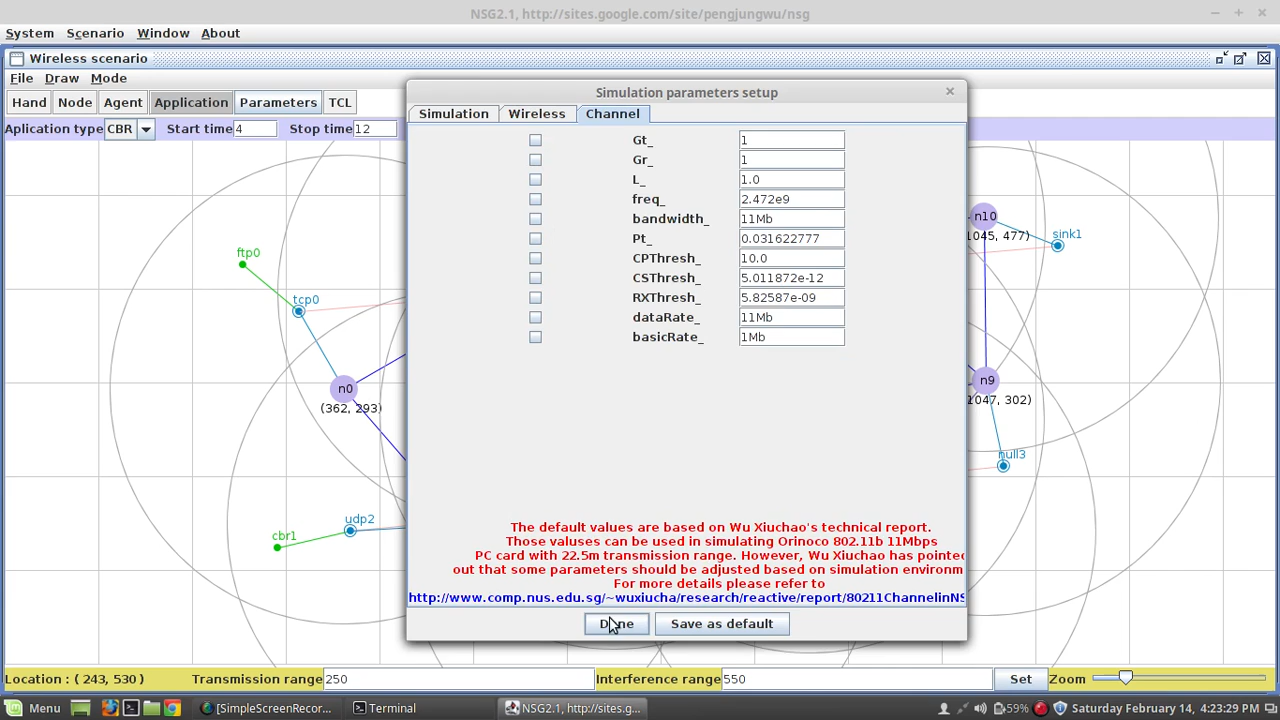 NSG2.1, http://sites.google.com/site/pengjungwu/nsg
System Scenario Window About
Wireless scenario
File Draw Mode
Hand Node Agent Application Parameters TCL
Aplication type CBR Start time 4 Stop time 12
Simulation parameters setup
Simulation Wireless Channel
Gt_ 1
Gr_ 1
L_ 1.0
freq_ 2.472e9
bandwidth_ 11Mb
Pt_ 0.031622777
CPThresh_ 10.0
CSThresh_ 5.011872e-12
RXThresh_ 5.82587e-09
dataRate_ 11Mb
basicRate_ 1Mb
The default values are based on Wu Xiuchao's technical report.
Those valuses can be used in simulating Orinoco 802.11b 11Mbps
PC card with 22.5m transmission range. However, Wu Xiuchao has pointed
out that some parameters should be adjusted based on simulation environm
For more details please refer to
http://www.comp.nus.edu.sg/~wuxiucha/research/reactive/report/80211ChannelinNS
Done Save as default
ftp0
tcp0
n0
(362, 293)
udp2
cbr1
n10
1045, 477)
sink1
n9
1047, 302)
null3
Location : ( 243, 530) Transmission range 250 Interference range 550 Set Zoom
Menu [SimpleScreenRecor... Terminal NSG2.1, http://sites.g... 59% Saturday February 14, 4:23:29 PM